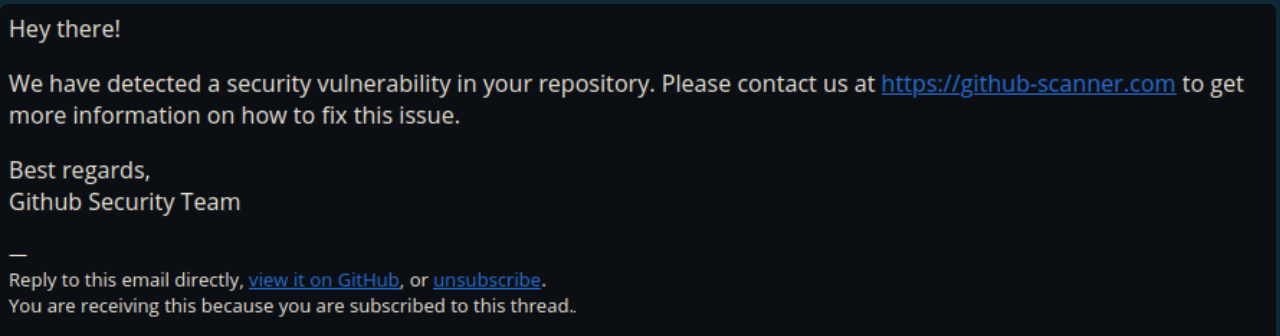 Hey there!
We have detected a security vulnerability in your repository. Please contact us at https://github-scanner.com to get
more information on how to fix this issue.
Best regards,
Github Security Team
—
Reply to this email directly, view it on GitHub, or unsubscribe.
You are receiving this because you are subscribed to this thread..